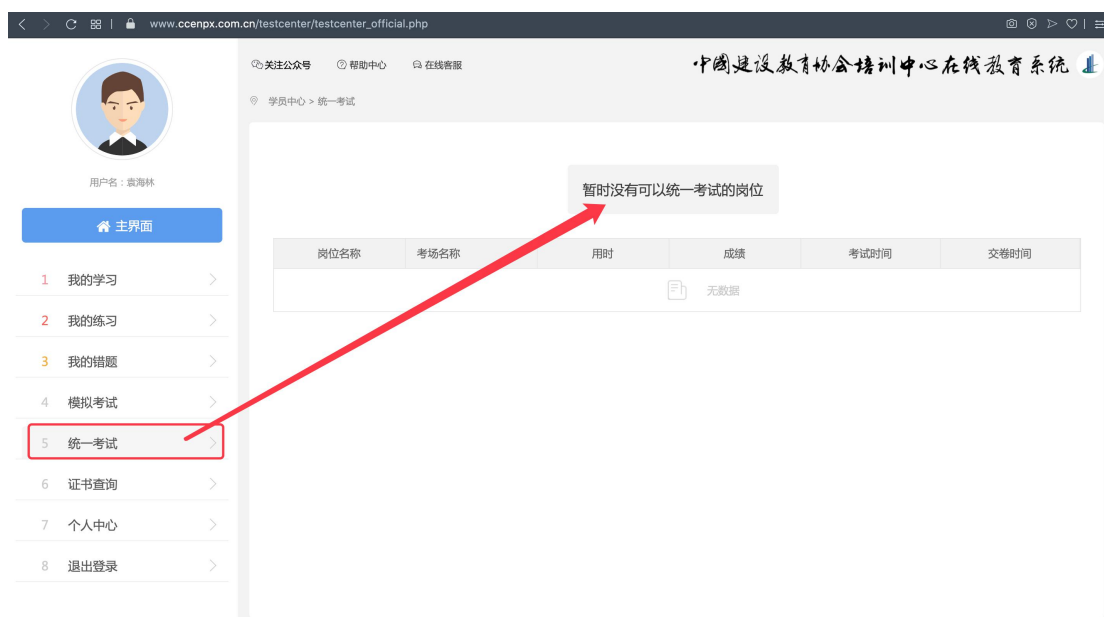 www.ccenpx.com.cn/testcenter/testcenter_official.php
关注公众号 帮助中心 在线客服
中國建设教育协会培训中心在线教育系统
学员中心 > 统一考试
用户名：袁海林
主界面
1 我的学习
2 我的练习
3 我的错题
4 模拟考试
5 统一考试
6 证书查询
7 个人中心
8 退出登录
暂时没有可以统一考试的岗位
岗位名称 考场名称 用时 成绩 考试时间 交卷时间
无数据